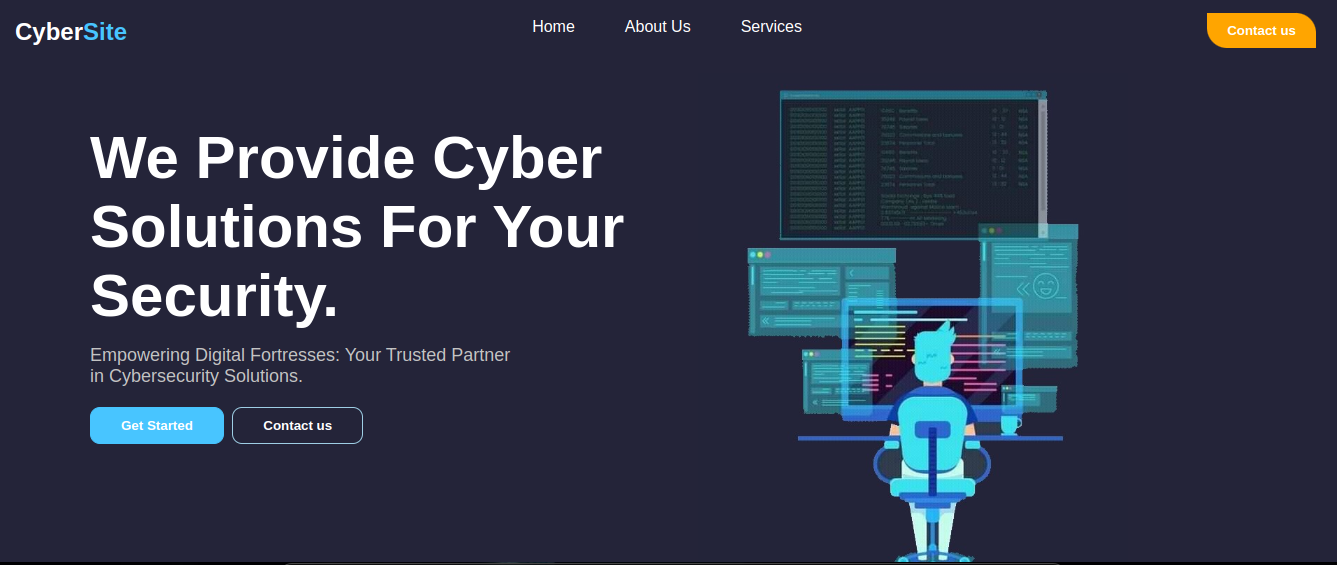 CyberSite
Home
About Us
Services
Contact us
We Provide Cyber
Solutions For Your
Security.
Empowering Digital Fortresses: Your Trusted Partner
in Cybersecurity Solutions.
Get Started
Contact us